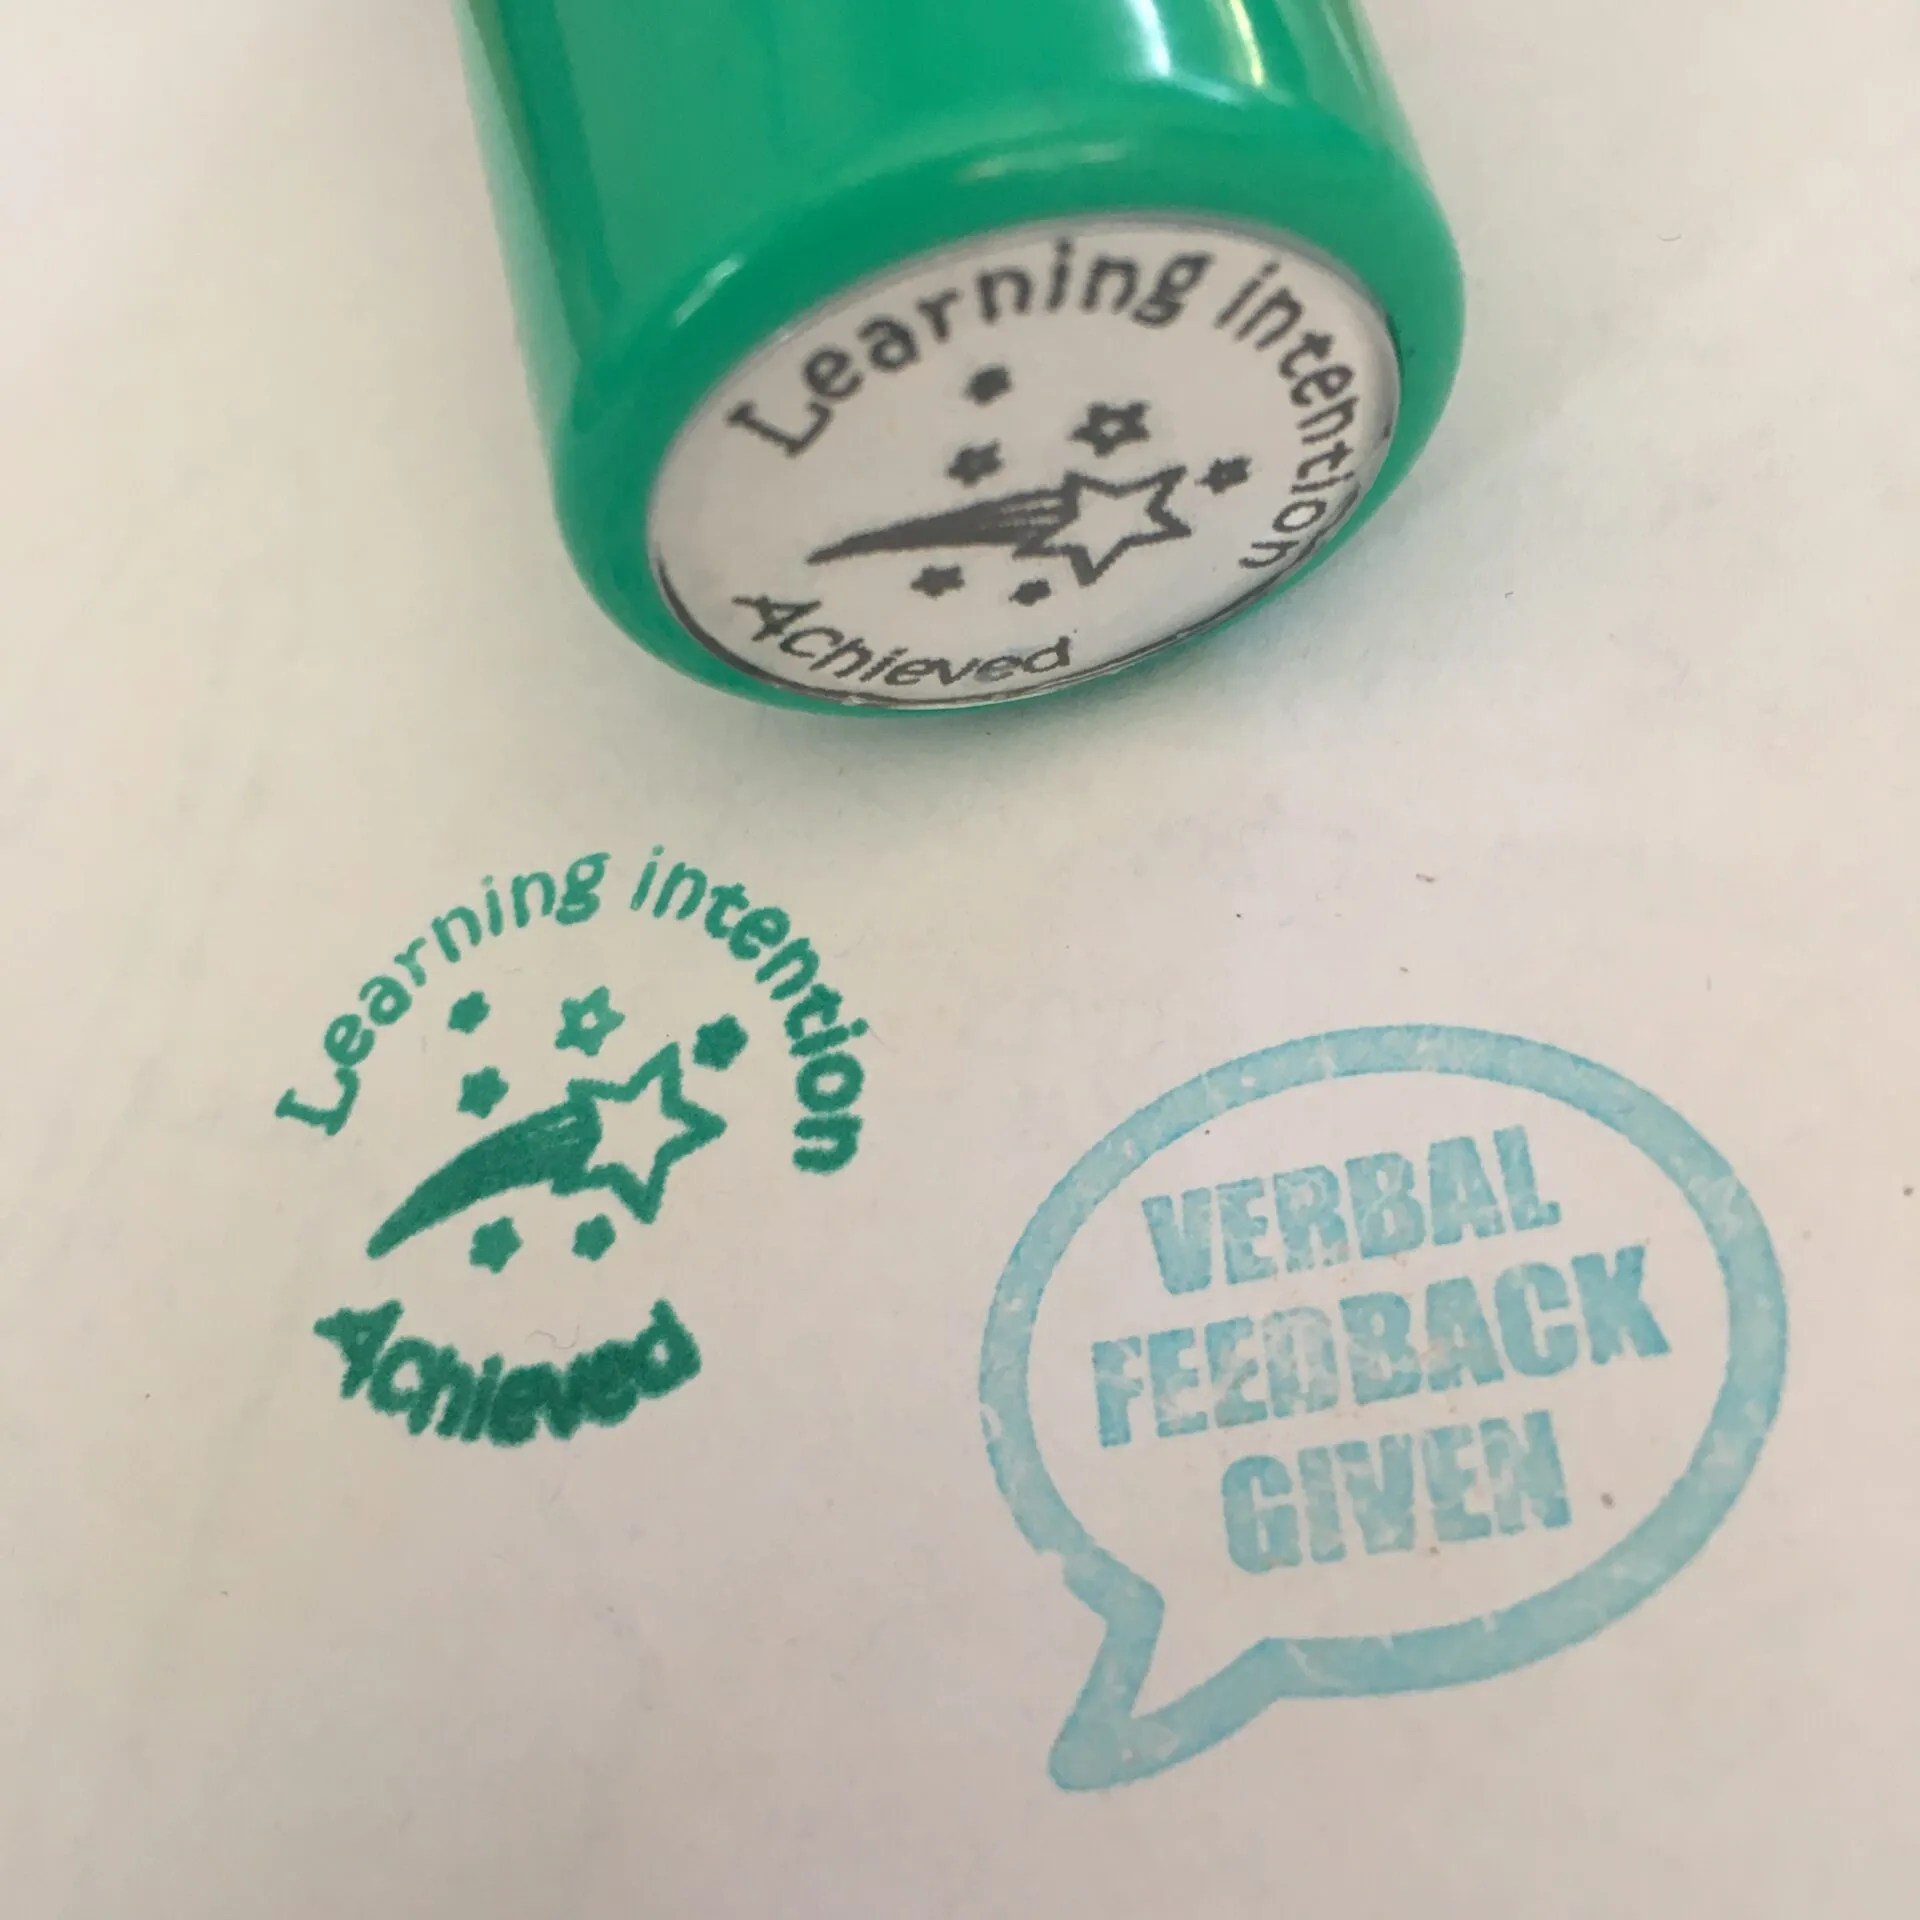 Learning intention
Achieved
Learning intention
Achieved
VERBAL
FEEDBACK
GIVEN